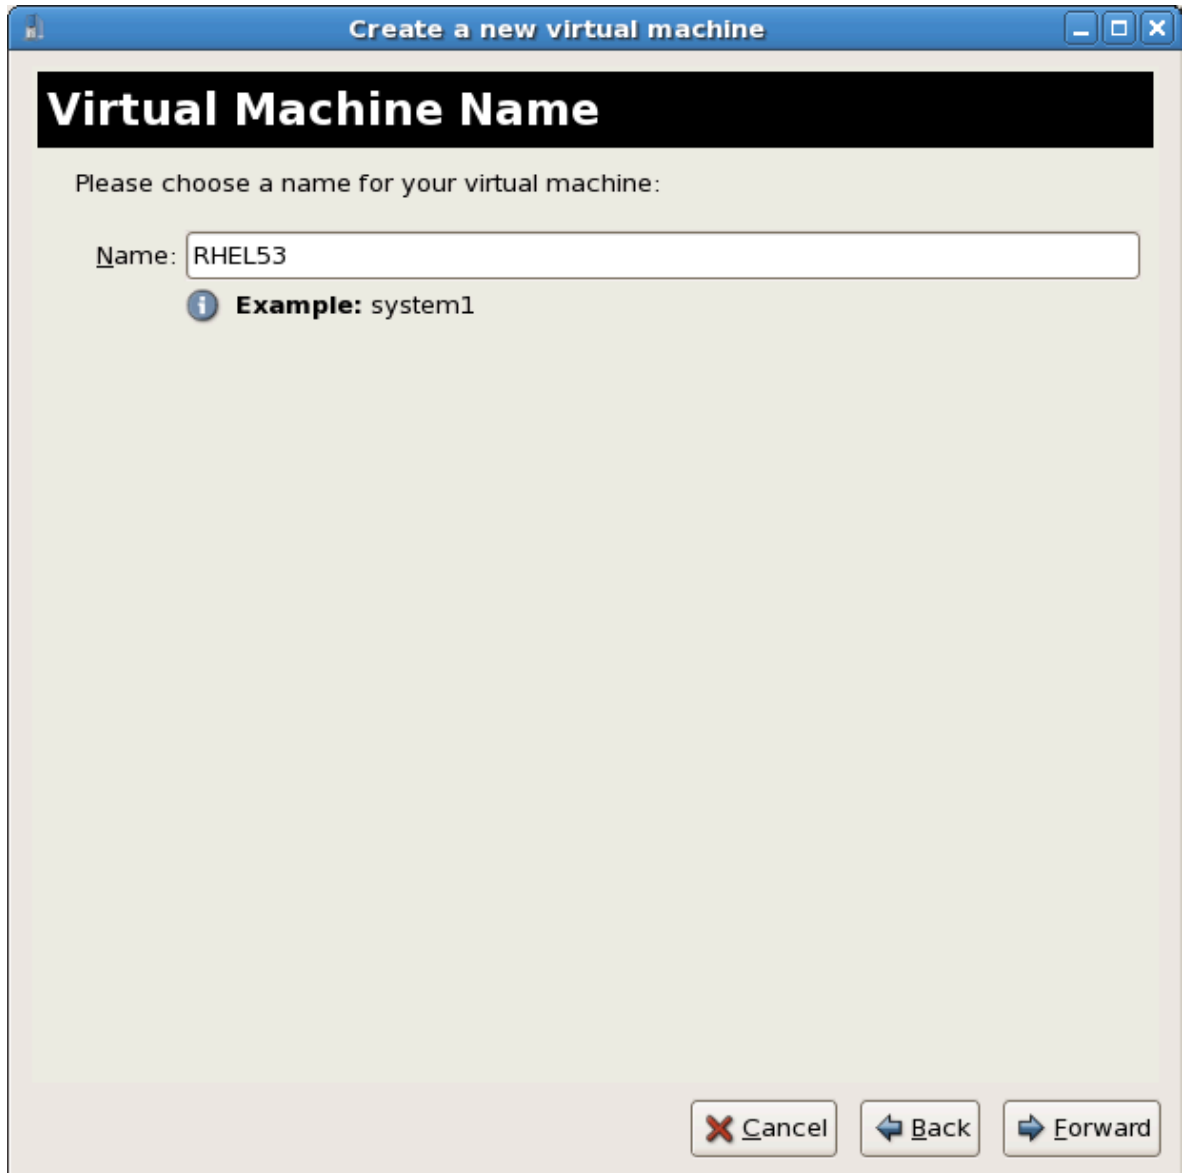 Create a new virtual machine
Virtual Machine Name
Please choose a name for your virtual machine:
Name: RHEL53
Example: system1
Cancel Back Forward